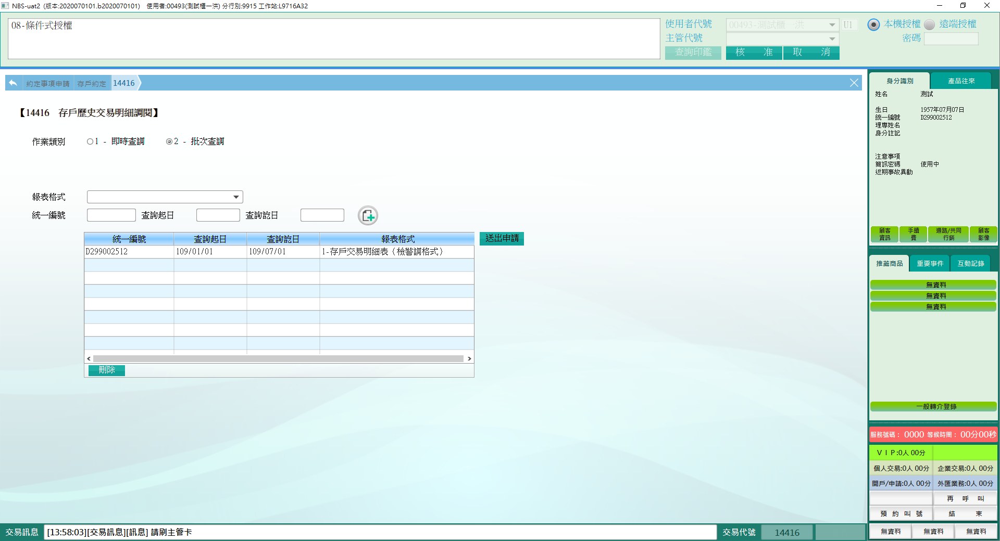 NBS-uat2 (版本:2020070101.b2020070101) 使用者:00493(測試櫃一洪) 分行別:9915 工作站:L9716A32
08-條件式授權
使用者代號 00493-測試櫃一洪 U1 本機授權 遠端授權
主管代號 密碼
查詢印鑑 核 准 取 消
約定事項申請 存戶約定 14416
【14416 存戶歷史交易明細調閱】
作業類別 1 - 即時查調 2 - 批次查調
報表格式
統一編號 查詢起日 查詢訖日
統一編號 查詢起日 查詢訖日 報表格式 送出申請
D299002512 109/01/01 109/07/01 1-存戶交易明細表（檢警調格式）
刪除
身分識別 產品往來
姓名 測試
生日 1957年07月07日
統一編號 D299002512
理專姓名
身分註記
注意事項
簡訊密碼 使用中
近期事故異動
顧客資訊 手續費 通路/共同行銷 顧客影像
推薦商品 重要事件 互動記錄
無資料
無資料
無資料
一般轉介登錄
服務號碼： 0000 等候時間： 00分00秒
ＶＩＰ:0人 00分
個人交易:0人 00分 企業交易:0人 00分
開戶/申請:0人 00分 外匯業務:0人 00分
再 呼 叫
預 約 叫 號 結 束
交易訊息 [13:58:03][交易訊息][訊息] 請刷主管卡 交易代號 14416
無資料 無資料 無資料